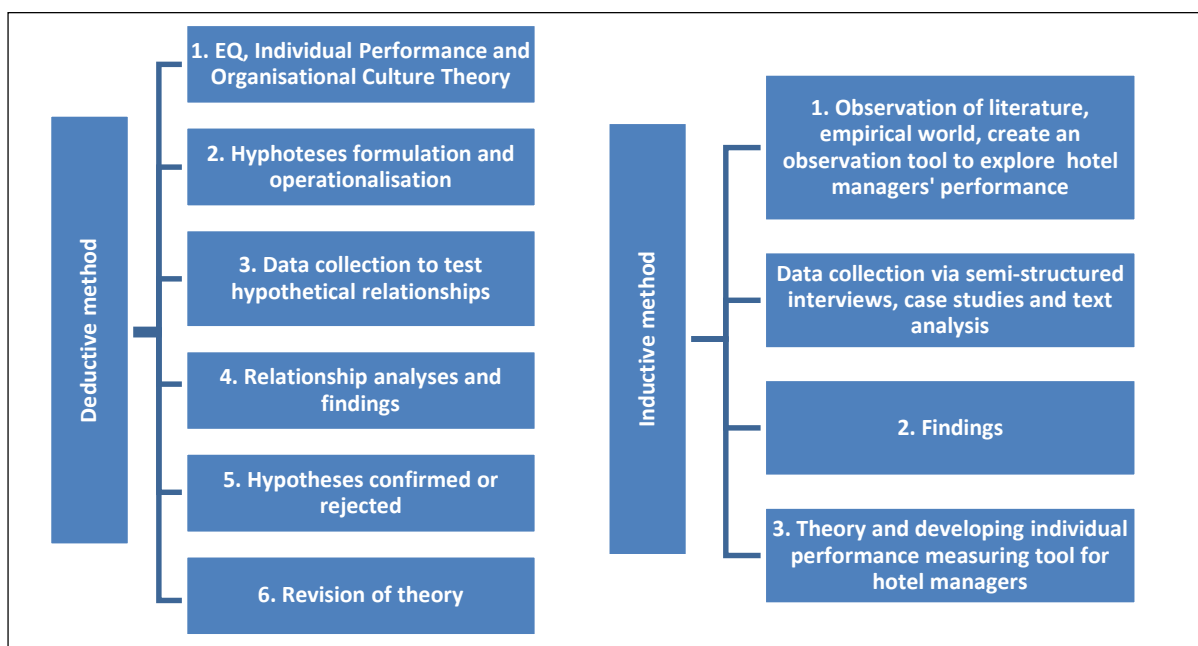 Deductive method
1. EQ, Individual Performance and
Organisational Culture Theory
2. Hyphoteses formulation and
operationalisation
3. Data collection to test
hypothetical relationships
4. Relationship analyses and
findings
5. Hypotheses confirmed or
rejected
6. Revision of theory
Inductive method
1. Observation of literature,
empirical world, create an
observation tool to explore  hotel
managers' performance
Data collection via semi-structured
interviews, case studies and text
analysis
2. Findings
3. Theory and developing individual
performance measuring tool for
hotel managers